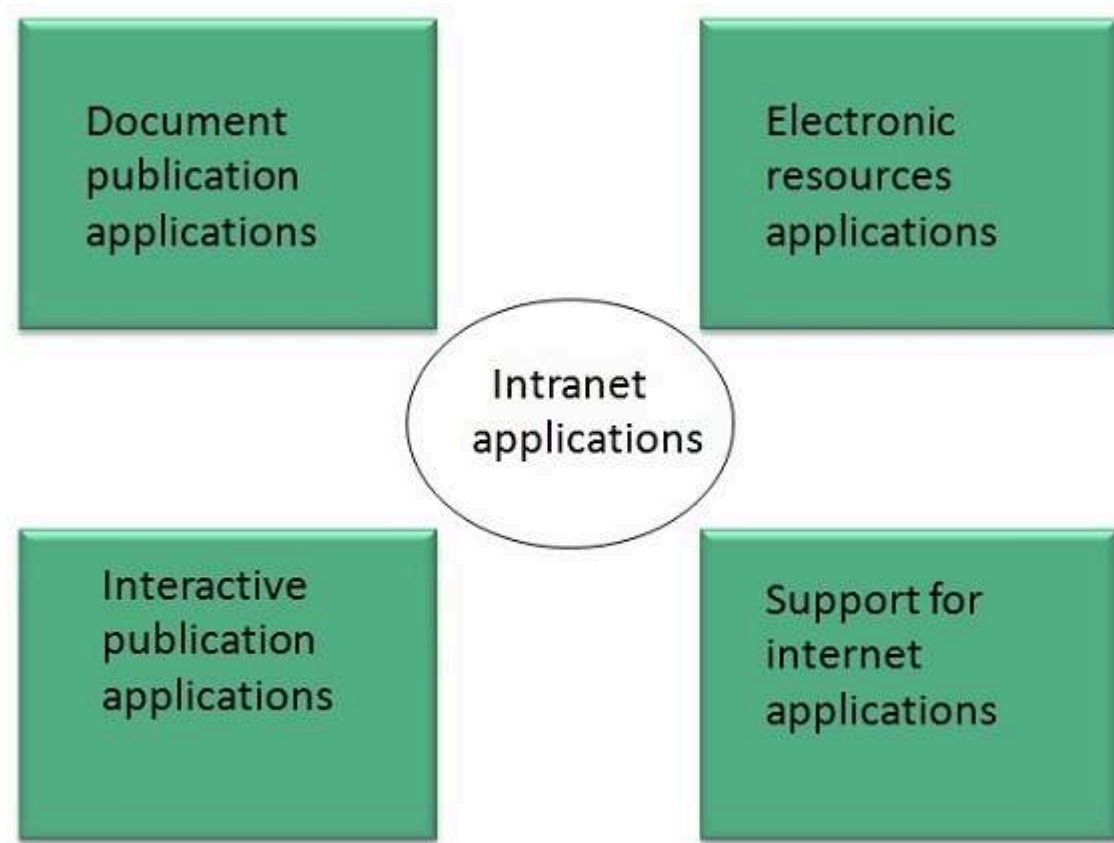 Document
publication
applications
Electronic
resources
applications
Intranet
applications
Interactive
publication
applications
Support for
internet
applications